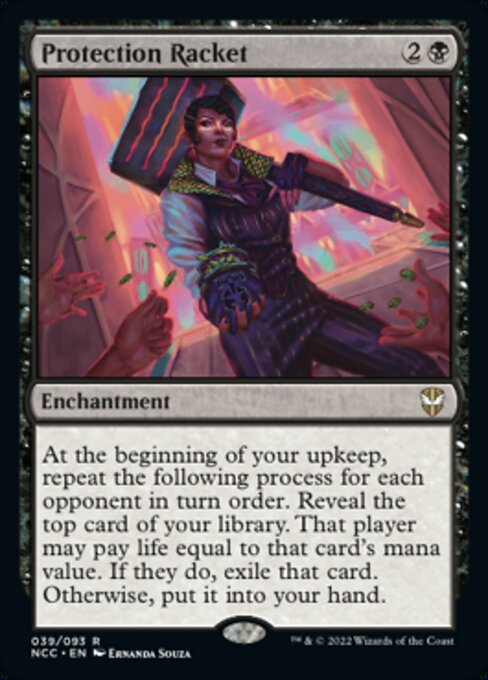 Protection Racket 2
Enchantment
At the beginning of your upkeep,
repeat the following process for each
opponent in turn order. Reveal the
top card of your library. That player
may pay life equal to that card's mana
value. If they do, exile that card.
Otherwise, put it into your hand.
039/093 R
NCC • EN Ernanda Souza
™ & © 2022 Wizards of the Coast